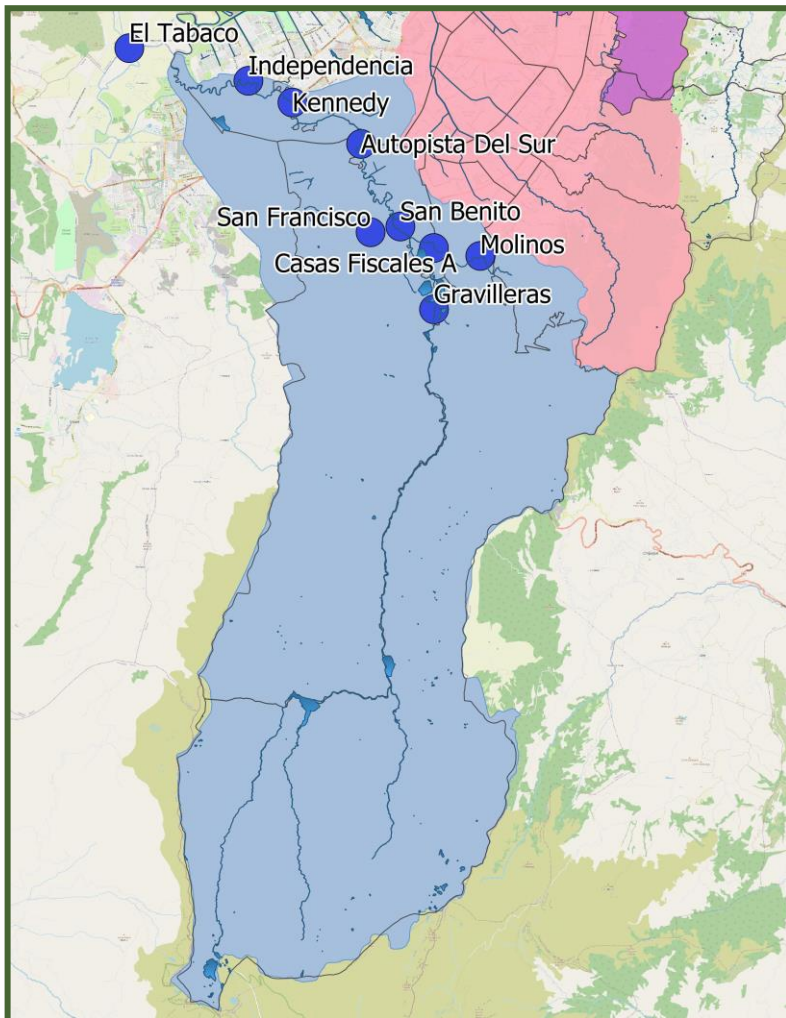 El Tabaco
Independencia
Kennedy
Autopista Del Sur
San Francisco
San Benito
Casas Fiscales A
Molinos
Gravilleras